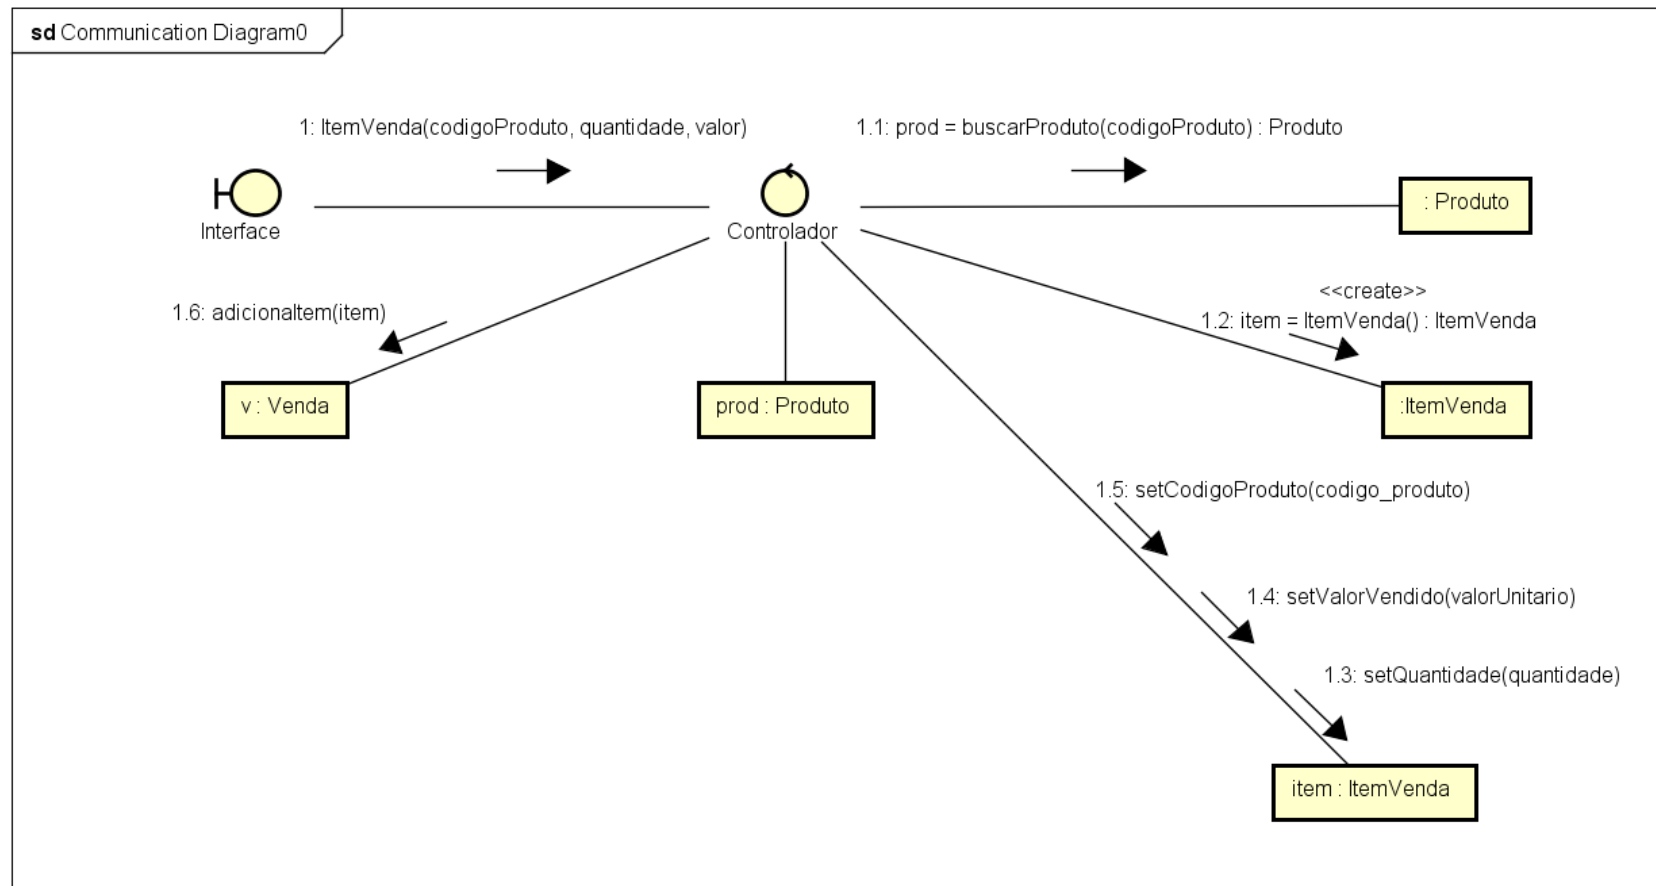 sd Communication Diagram0
1: ItemVenda(codigoProduto, quantidade, valor)
1.1: prod = buscarProduto(codigoProduto) : Produto
Interface
Controlador
: Produto
<<create>>
1.2: item = ItemVenda() : ItemVenda
1.6: adicionaItem(item)
v : Venda
prod : Produto
:ItemVenda
1.5: setCodigoProduto(codigo_produto)
1.4: setValorVendido(valorUnitario)
1.3: setQuantidade(quantidade)
item : ItemVenda